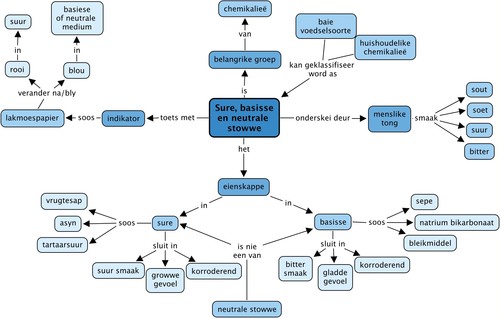 chemikalieë
van
belangrike groep
is
baie
voedselsoorte
huishoudelike
chemikalieë
kan geklassifiseer
word as
suur
basiese
of neutrale
medium
in
in
rooi
blou
verander na/bly
lakmoespapier
soos
indikator
toets met
Sure, basisse
en neutrale
stowwe
onderskei deur
menslike
tong
smaak
sout
soet
suur
bitter
het
eienskappe
in
in
vrugtesap
asyn
tartaarsuur
soos
sure
sluit in
suur smaak
growwe
gevoel
korroderend
is nie
een van
neutrale stowwe
basisse
soos
sepe
natrium bikarbonaat
bleikmiddel
sluit in
bitter
smaak
gladde
gevoel
korroderend